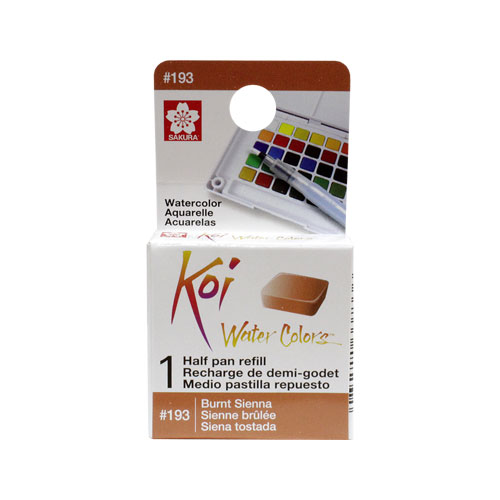 #193
SAKURA
Watercolor
Aquarelle
Acuarelas
Koi
Water Colors
1 Half pan refill
Recharge de demi-godet
Medio pastilla repuesto
#193 Burnt Sienna
Sienne brûlée
Siena tostada